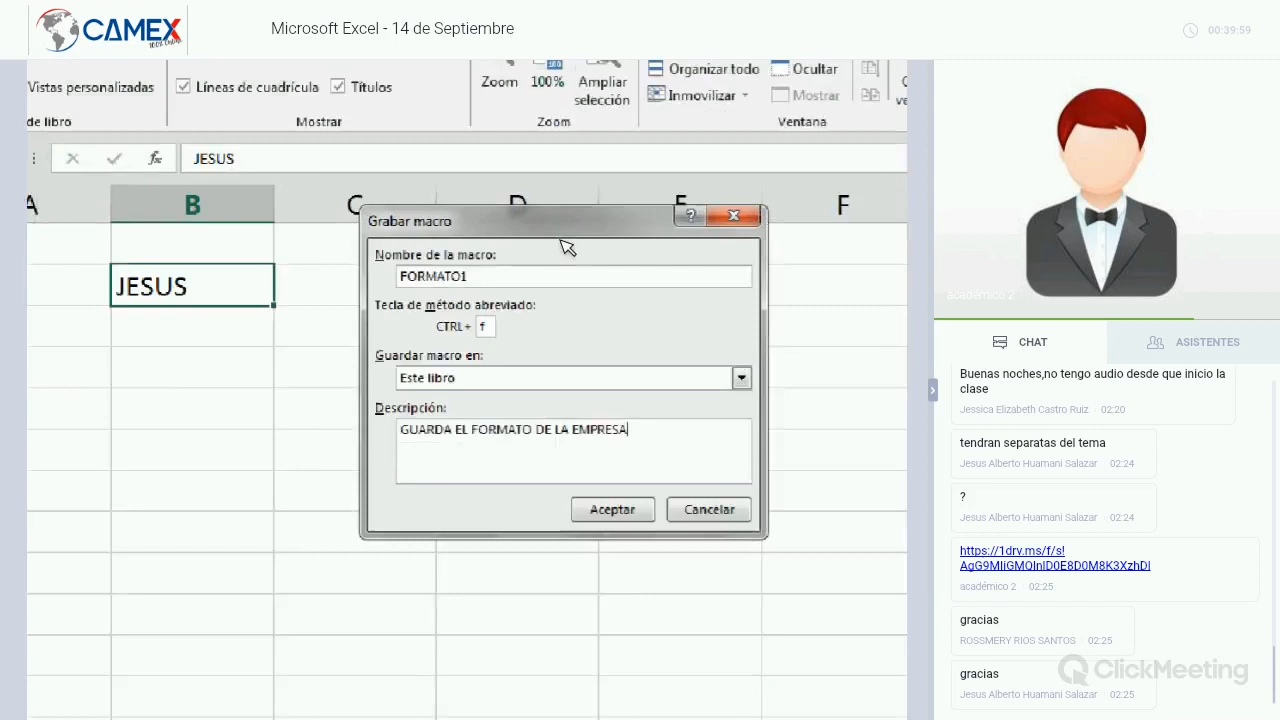 CAMEX
100% Online
Microsoft Excel - 14 de Septiembre
00:39:59
Vistas personalizadas
Líneas de cuadrícula
Títulos
Zoom
100%
Ampliar
selección
Organizar todo
Ocultar
Inmovilizar
Mostrar
de libro
Mostrar
Zoom
Ventana
fx
JESUS
A
B
C
D
E
F
JESUS
Grabar macro
?
Nombre de la macro:
FORMATO1
Tecla de método abreviado:
CTRL+ f
Guardar macro en:
Este libro
Descripción:
GUARDA EL FORMATO DE LA EMPRESA
Aceptar
Cancelar
académico 2
CHAT
ASISTENTES
Buenas noches,no tengo audio desde que inicio la
clase
Jessica Elizabeth Castro Ruiz · 02:20
tendran separatas del tema
Jesus Alberto Huamani Salazar · 02:24
?
Jesus Alberto Huamani Salazar · 02:24
https://1drv.ms/f/s!
académico 2 · 02:25
gracias
ROSSMERY RIOS SANTOS · 02:25
gracias
Jesus Alberto Huamani Salazar · 02:25
ClickMeeting